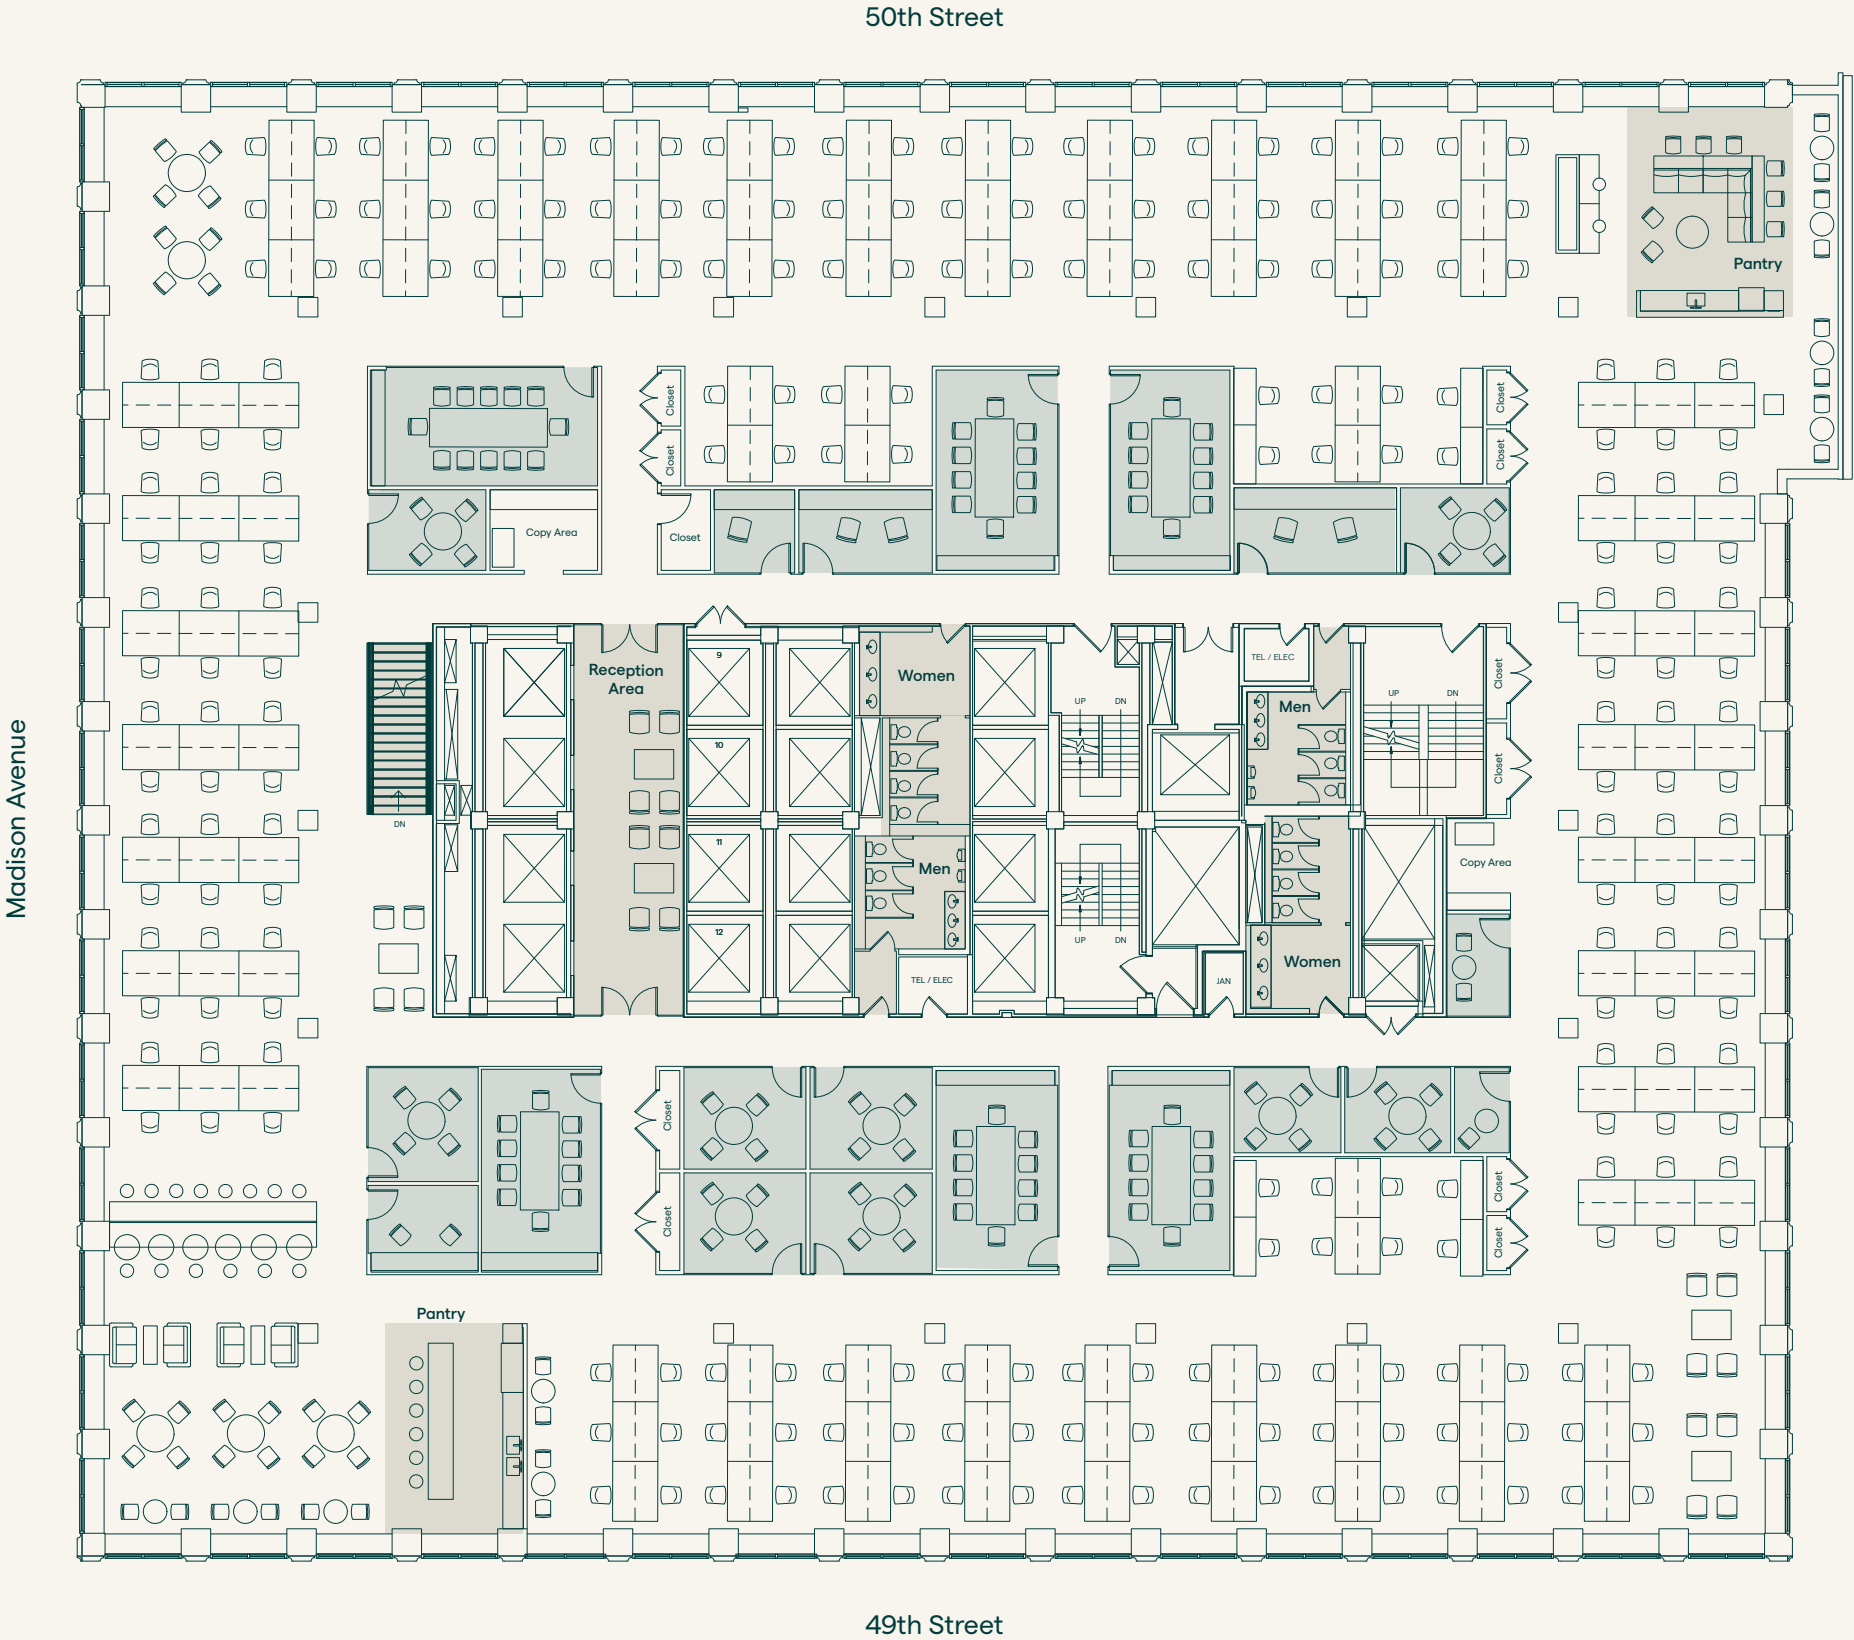 50th Street
Pantry
Closet
Closet
Closet
Closet
Copy Area
Closet
Reception
Area
9
Women
TEL / ELEC
Closet
UP
DN
Men
UP
DN
10
Closet
Madison Avenue
DN
11
Men
Copy Area
12
UP
DN
Women
TEL / ELEC
JAN
Closet
Closet
Closet
Closet
Pantry
49th Street